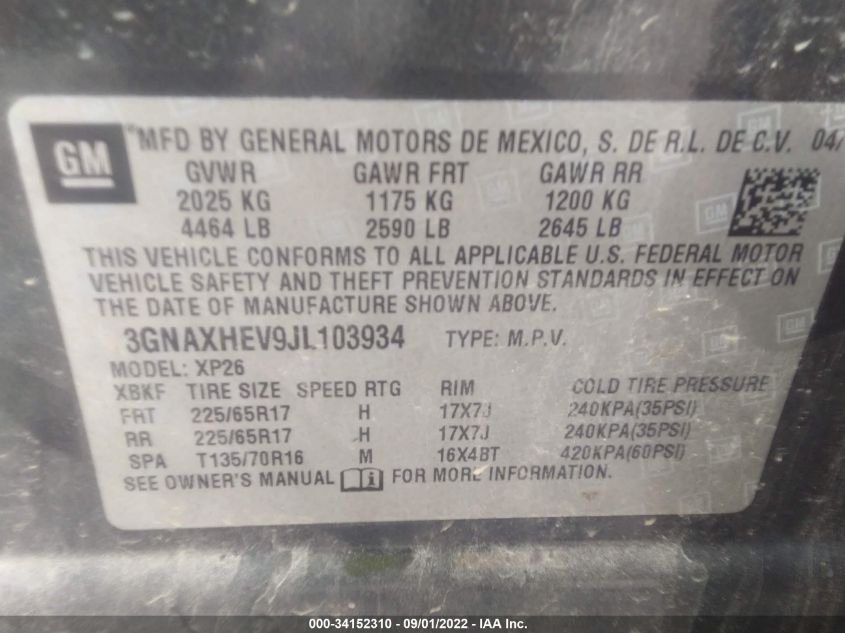 GM
"MFD BY GENERAL MOTORS DE MEXICO, S. DE R.L. DE C.V. 04/
GVWR GAWR FRT GAWR RR
2025 KG 1175 KG 1200 KG
4464 LB 2590 LB 2645 LB
THIS VEHICLE CONFORMS TO ALL APPLICABLE U.S. FEDERAL MOTOR
VEHICLE SAFETY AND THEFT PREVENTION STANDARDS IN EFFECT ON
THE DATE OF MANUFACTURE SHOWN ABOVE.
3GNAXHEV9JL103934 TYPE: M.P.V.
MODEL: XP26
XBKF TIRE SIZE SPEED RTG RIM COLD TIRE PRESSURE
FRT 225/65R17 H 17X7J 240KPA(35PSI)
RR 225/65R17 H 17X7J 240KPA(35PSI)
SPA T135/70R16 M 16X4BT 420KPA(60PSI)
SEE OWNER'S MANUAL FOR MORE INFORMATION.
000-34152310 - 09/01/2022 - IAA Inc.